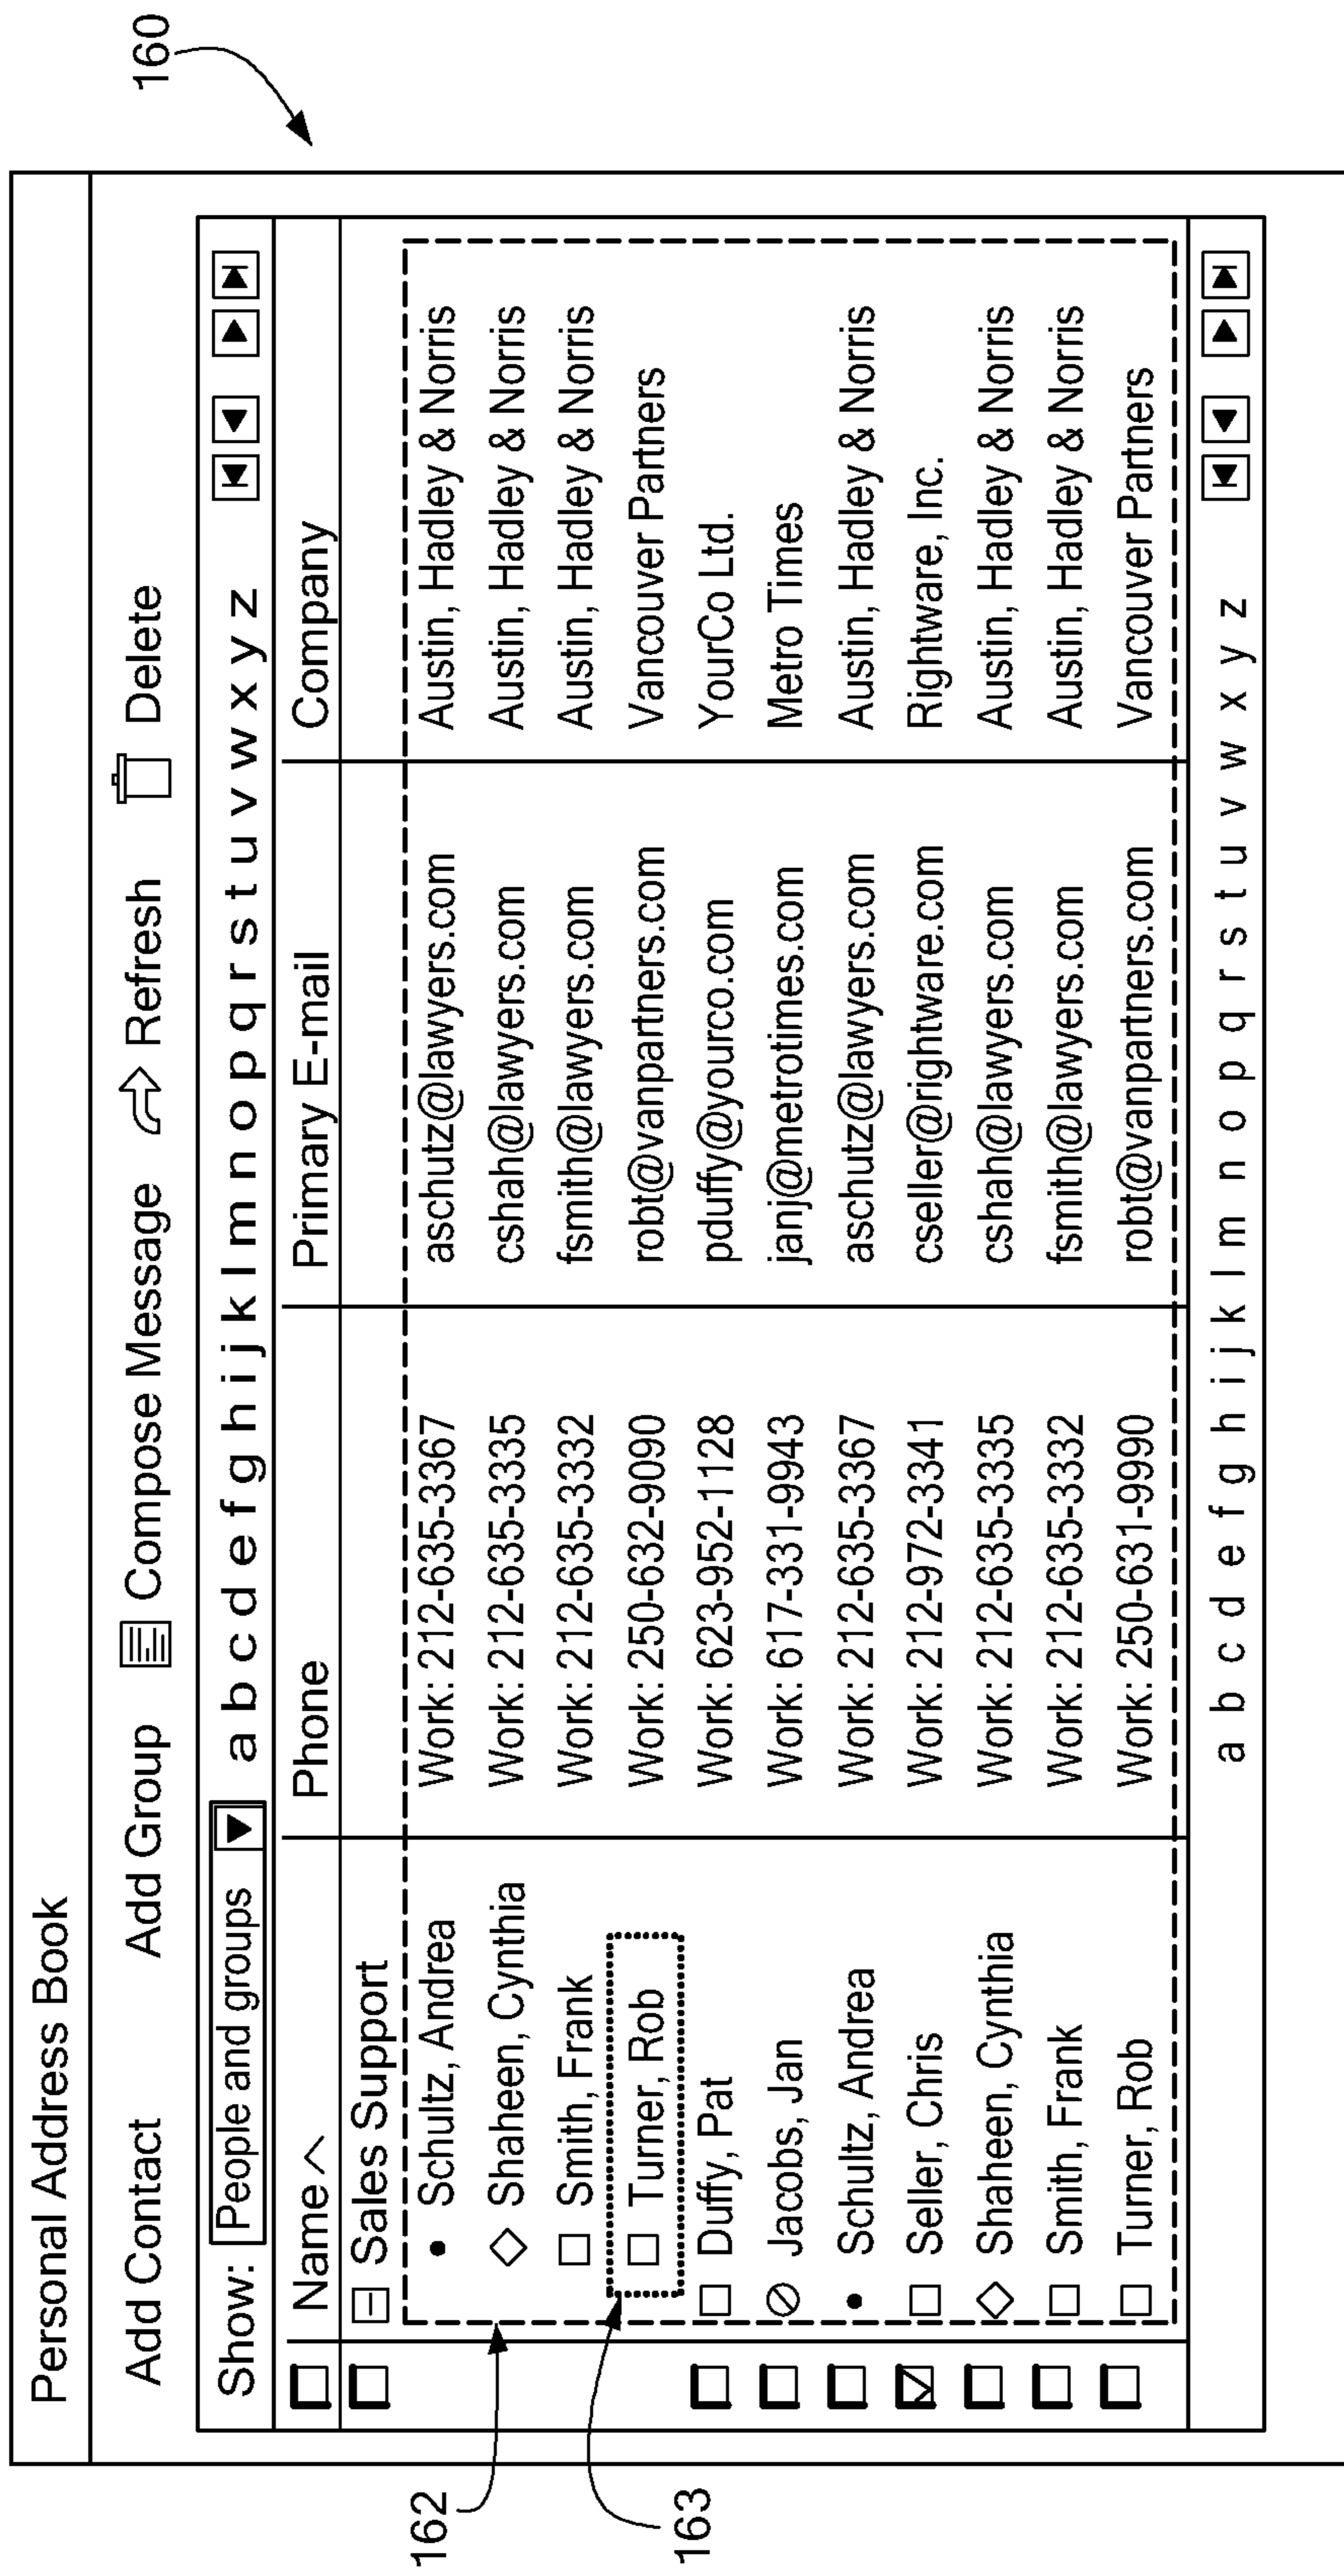 160
Personal Address Book
Add Contact Add Group Compose Message Refresh Delete
Show: People and groups a b c d e f g h i j k l m n o p q r s t u v w x y z
Name Phone Primary E-mail Company
Sales Support
Schultz, Andrea Work: 212-635-3367 aschutz@lawyers.com Austin, Hadley & Norris
Shaheen, Cynthia Work: 212-635-3335 cshah@lawyers.com Austin, Hadley & Norris
Smith, Frank Work: 212-635-3332 fsmith@lawyers.com Austin, Hadley & Norris
Turner, Rob Work: 250-632-9090 robt@vanpartners.com Vancouver Partners
Duffy, Pat Work: 623-952-1128 pduffy@yourco.com YourCo Ltd.
Jacobs, Jan Work: 617-331-9943 janj@metrotimes.com Metro Times
Schultz, Andrea Work: 212-635-3367 aschutz@lawyers.com Austin, Hadley & Norris
Seller, Chris Work: 212-972-3341 cseller@rightware.com Rightware, Inc.
Shaheen, Cynthia Work: 212-635-3335 cshah@lawyers.com Austin, Hadley & Norris
Smith, Frank Work: 212-635-3332 fsmith@lawyers.com Austin, Hadley & Norris
Turner, Rob Work: 250-631-9990 robt@vanpartners.com Vancouver Partners
a b c d e f g h i j k l m n o p q r s t u v w x y z
162
163